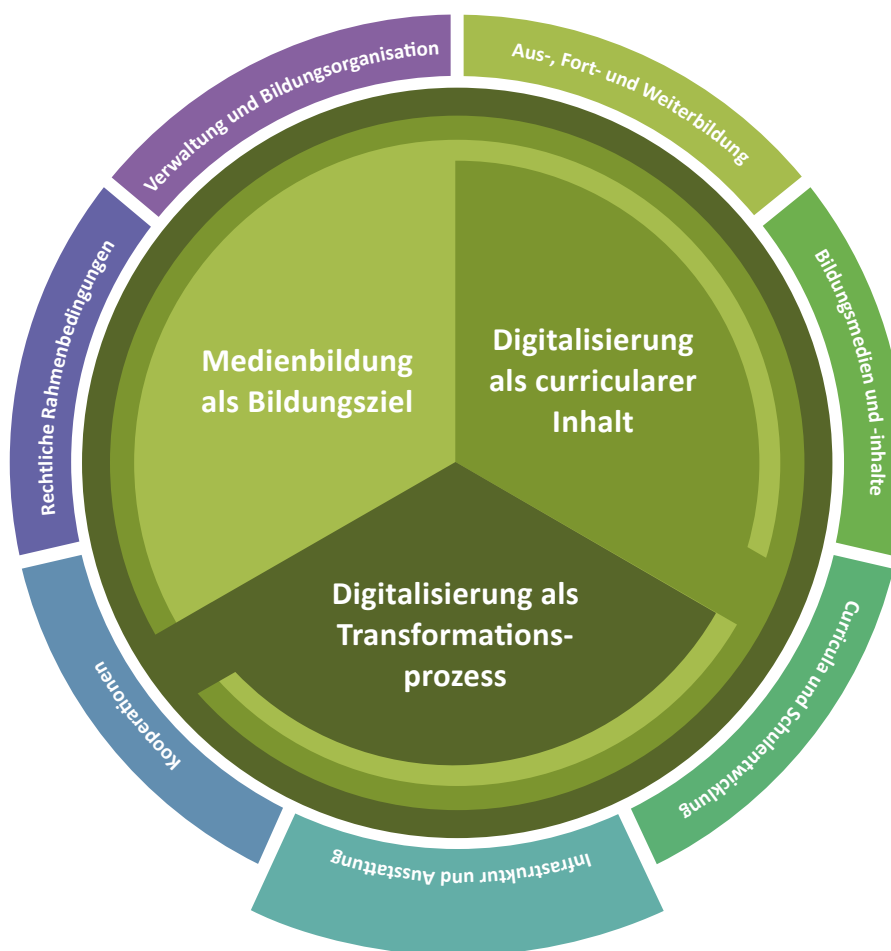 Verwaltung und Bildungsorganisation
Aus-, Fort- und Weiterbildung
Rechtliche Rahmenbedingungen
Bildungsmedien und -inhalte
Medienbildung
als Bildungsziel
Digitalisierung
als curricularer
Inhalt
Digitalisierung als
Transformations-
prozess
Kooperationen
Curricula und Schulentwicklung
Infrastruktur und Ausstattung